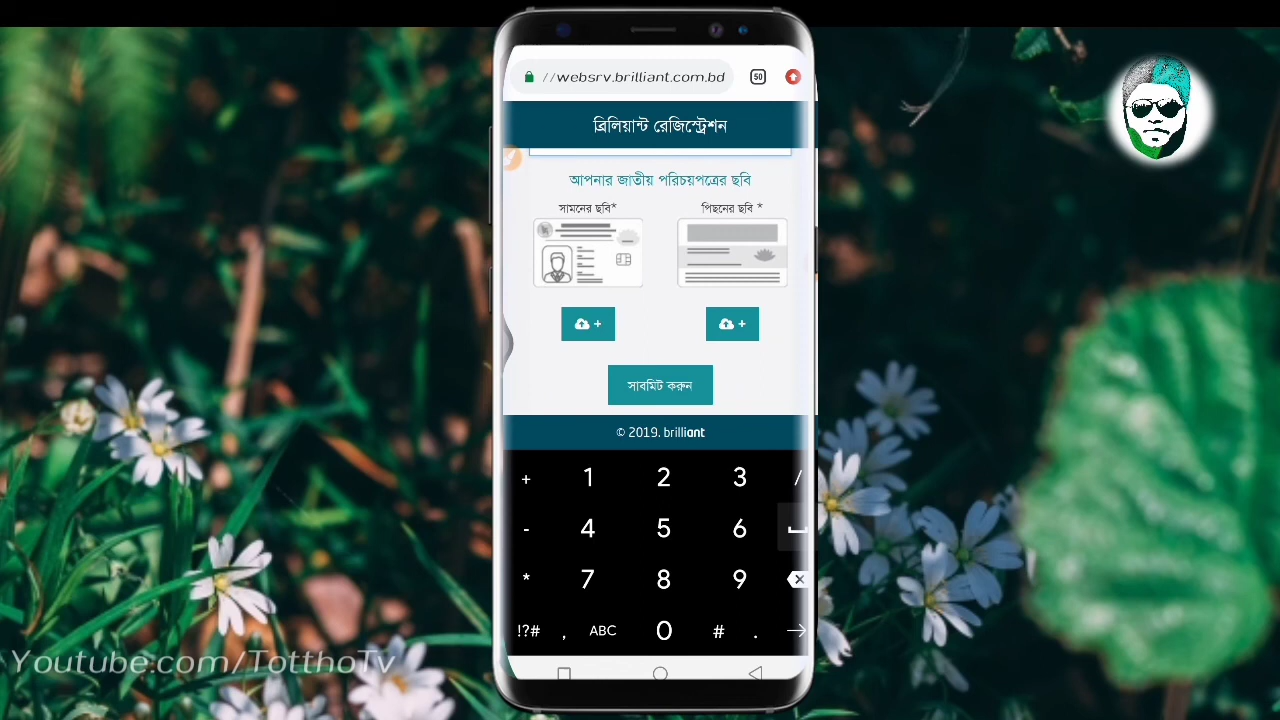 //websrv.brilliant.com.bd
50
ব্রিলিয়ান্ট রেজিস্ট্রেশন
আপনার জাতীয় পরিচয়পত্রের ছবি
সামনের ছবি* পিছনের ছবি *
+ +
সাবমিট করুন
© 2019. brilliant
+ 1 2 3 /
- 4 5 6
* 7 8 9
!?# , ABC 0 # .
Youtube.com/TotthoTv